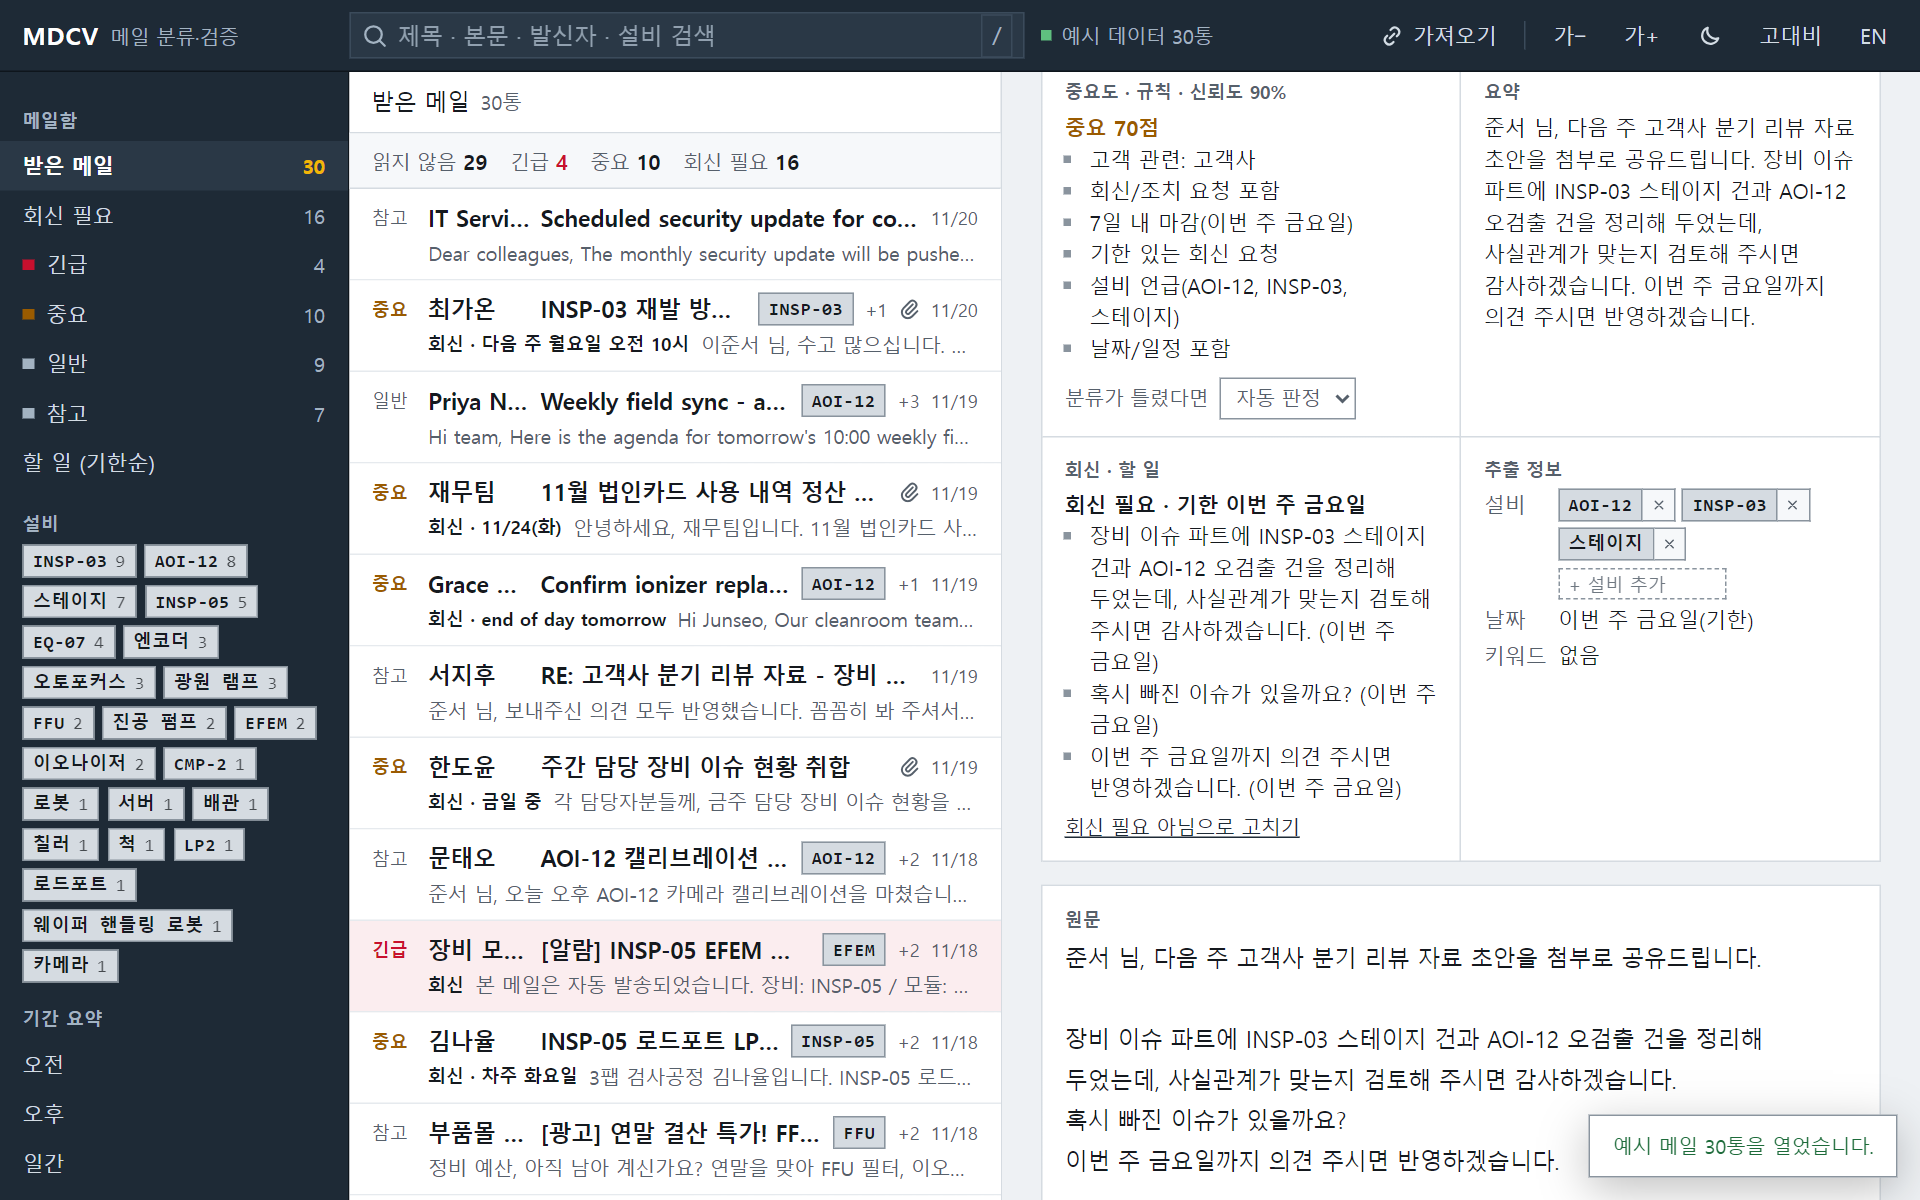 MDCV 메일 분류·검증
제목 · 본문 · 발신자 · 설비 검색 /
예시 데이터 30통
가져오기
가-
가+
고대비
EN
메일함
받은 메일 30
회신 필요 16
긴급 4
중요 10
일반 9
참고 7
할 일 (기한순)
설비
INSP-03 9 AOI-12 8
스테이지 7 INSP-05 5
EQ-07 4 엔코더 3
오토포커스 3 광원 램프 3
FFU 2 진공 펌프 2 EFEM 2
이오나이저 2 CMP-2 1
로봇 1 서버 1 배관 1
칠러 1 척 1 LP2 1
로드포트 1
웨이퍼 핸들링 로봇 1
카메라 1
기간 요약
오전
오후
일간
받은 메일 30통
읽지 않음 29 긴급 4 중요 10 회신 필요 16
참고 IT Servi... Scheduled security update for co... 11/20
Dear colleagues, The monthly security update will be pushe...
중요 최가온 INSP-03 재발 방... INSP-03 +1 11/20
회신 · 다음 주 월요일 오전 10시 이준서 님, 수고 많으십니다. ...
일반 Priya N... Weekly field sync - a... AOI-12 +3 11/19
Hi team, Here is the agenda for tomorrow's 10:00 weekly fi...
중요 재무팀 11월 법인카드 사용 내역 정산 ... 11/19
회신 · 11/24(화) 안녕하세요, 재무팀입니다. 11월 법인카드 사...
중요 Grace ... Confirm ionizer repla... AOI-12 +1 11/19
회신 · end of day tomorrow Hi Junseo, Our cleanroom team...
참고 서지후 RE: 고객사 분기 리뷰 자료 - 장비 ... 11/19
준서 님, 보내주신 의견 모두 반영했습니다. 꼼꼼히 봐 주셔서...
중요 한도윤 주간 담당 장비 이슈 현황 취합 11/19
회신 · 금일 중 각 담당자분들께, 금주 담당 장비 이슈 현황을 ...
참고 문태오 AOI-12 캘리브레이션 ... AOI-12 +2 11/18
준서 님, 오늘 오후 AOI-12 카메라 캘리브레이션을 마쳤습니...
긴급 장비 모... [알람] INSP-05 EFEM ... EFEM +2 11/18
회신 본 메일은 자동 발송되었습니다. 장비: INSP-05 / 모듈: ...
중요 김나율 INSP-05 로드포트 LP... INSP-05 +2 11/18
회신 · 차주 화요일 3팹 검사공정 김나율입니다. INSP-05 로드...
참고 부품몰 ... [광고] 연말 결산 특가! FF... FFU +2 11/18
정비 예산, 아직 남아 계신가요? 연말을 맞아 FFU 필터, 이오...
중요도 · 규칙 · 신뢰도 90%
중요 70점
고객 관련: 고객사
회신/조치 요청 포함
7일 내 마감(이번 주 금요일)
기한 있는 회신 요청
설비 언급(AOI-12, INSP-03,
스테이지)
날짜/일정 포함
분류가 틀렸다면 자동 판정
요약
준서 님, 다음 주 고객사 분기 리뷰 자료
초안을 첨부로 공유드립니다. 장비 이슈
파트에 INSP-03 스테이지 건과 AOI-12
오검출 건을 정리해 두었는데,
사실관계가 맞는지 검토해 주시면
감사하겠습니다. 이번 주 금요일까지
의견 주시면 반영하겠습니다.
회신 · 할 일
회신 필요 · 기한 이번 주 금요일
장비 이슈 파트에 INSP-03 스테이지
건과 AOI-12 오검출 건을 정리해
두었는데, 사실관계가 맞는지 검토해
주시면 감사하겠습니다. (이번 주
금요일)
혹시 빠진 이슈가 있을까요? (이번 주
금요일)
이번 주 금요일까지 의견 주시면
반영하겠습니다. (이번 주 금요일)
회신 필요 아님으로 고치기
추출 정보
설비 AOI-12 × INSP-03 ×
스테이지 ×
+ 설비 추가
날짜 이번 주 금요일(기한)
키워드 없음
원문
준서 님, 다음 주 고객사 분기 리뷰 자료 초안을 첨부로 공유드립니다.
장비 이슈 파트에 INSP-03 스테이지 건과 AOI-12 오검출 건을 정리해
두었는데, 사실관계가 맞는지 검토해 주시면 감사하겠습니다.
혹시 빠진 이슈가 있을까요?
이번 주 금요일까지 의견 주시면 반영하겠습니다.
예시 메일 30통을 열었습니다.